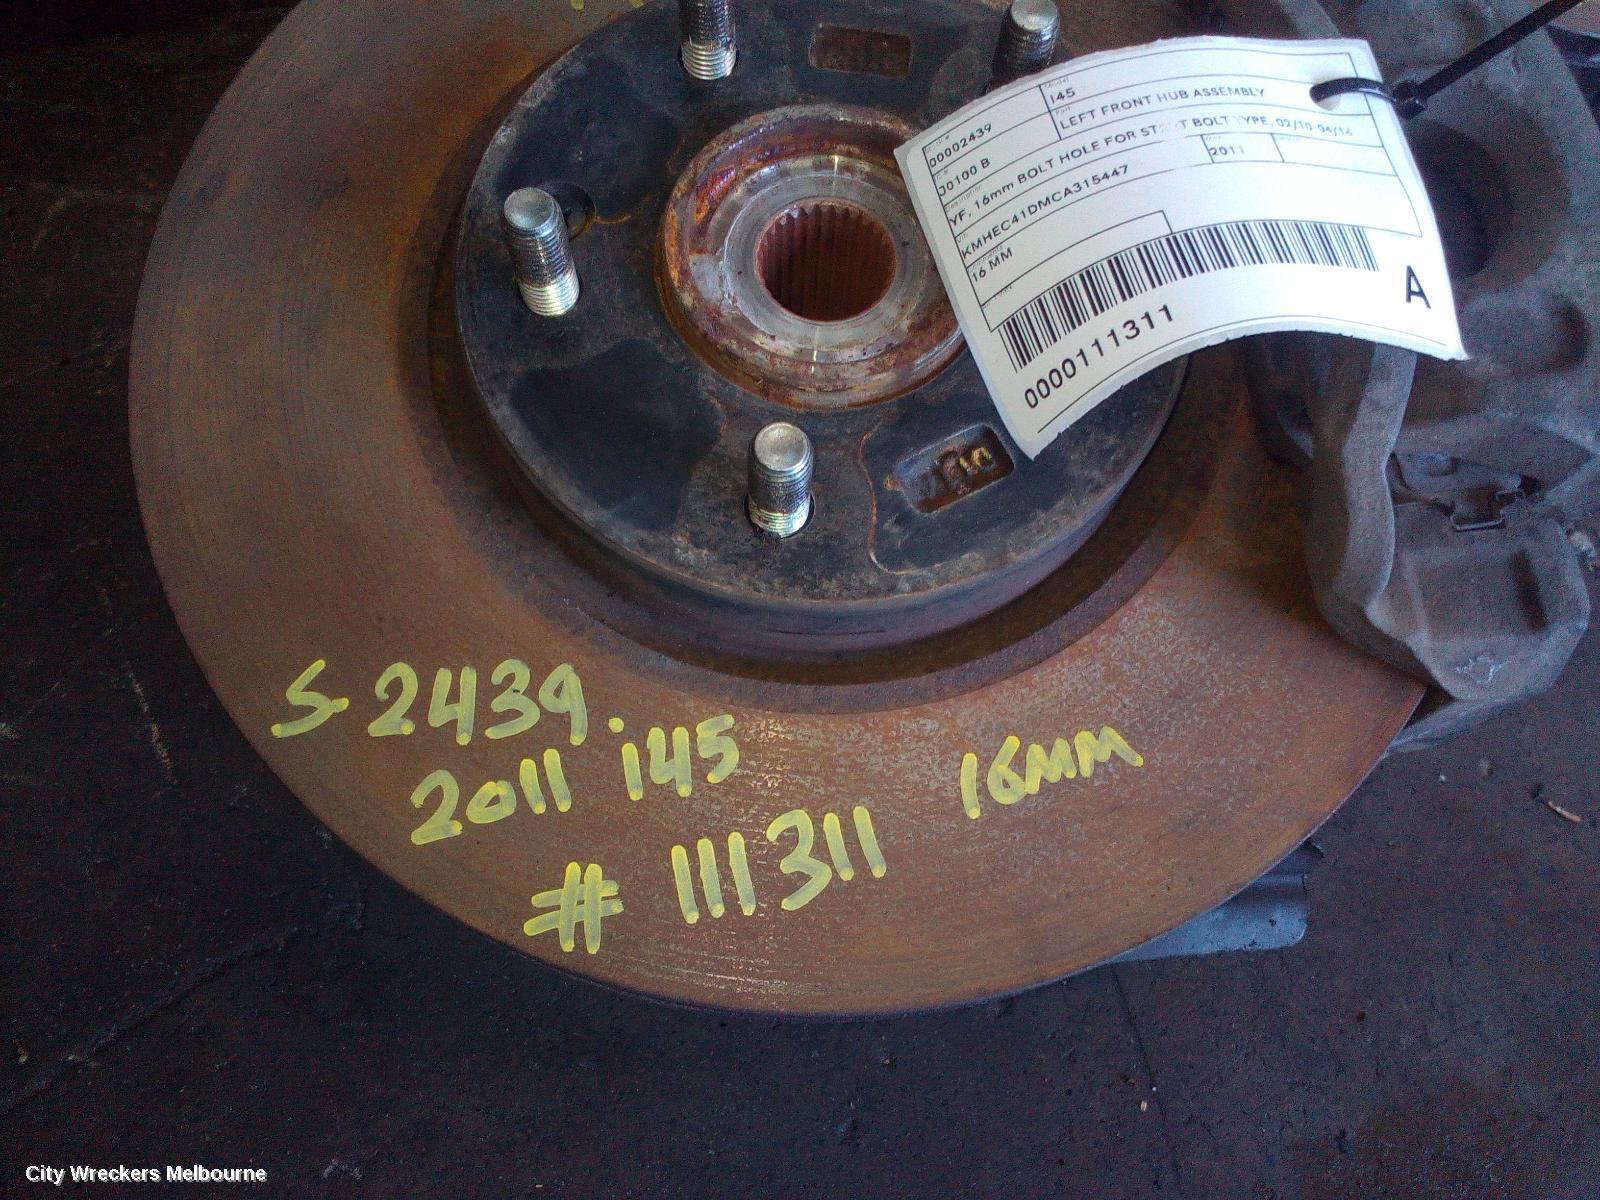 Model
I45
00002439
LEFT FRONT HUB ASSEMBLY
J0100 B
YF, 16mm BOLT HOLE FOR BOLT TYPE, 02/10-04/14
KMHEC41DMCA315447
2011
16 MM
A
0000111311
S 2439
2011 i45
16MM
# 111311
City Wreckers Melbourne